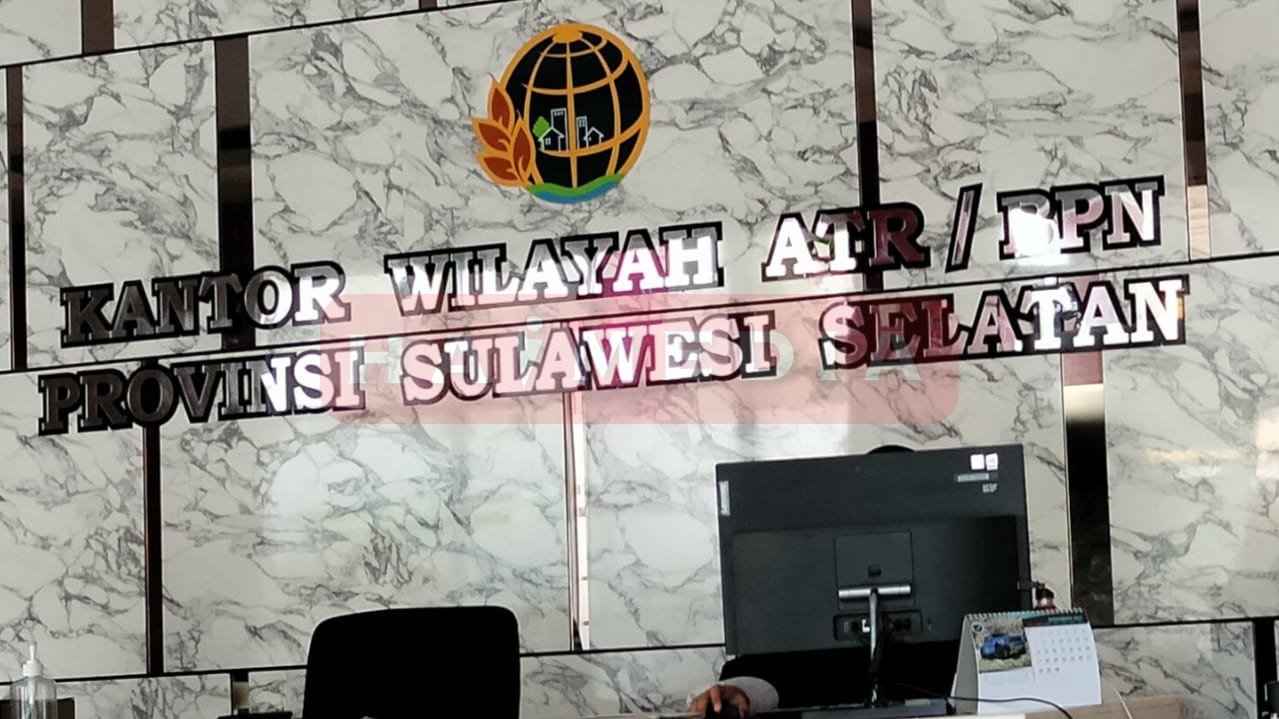 KANTOR WILAYAH ATR / BPN
PROVINSI SULAWESI SELATAN